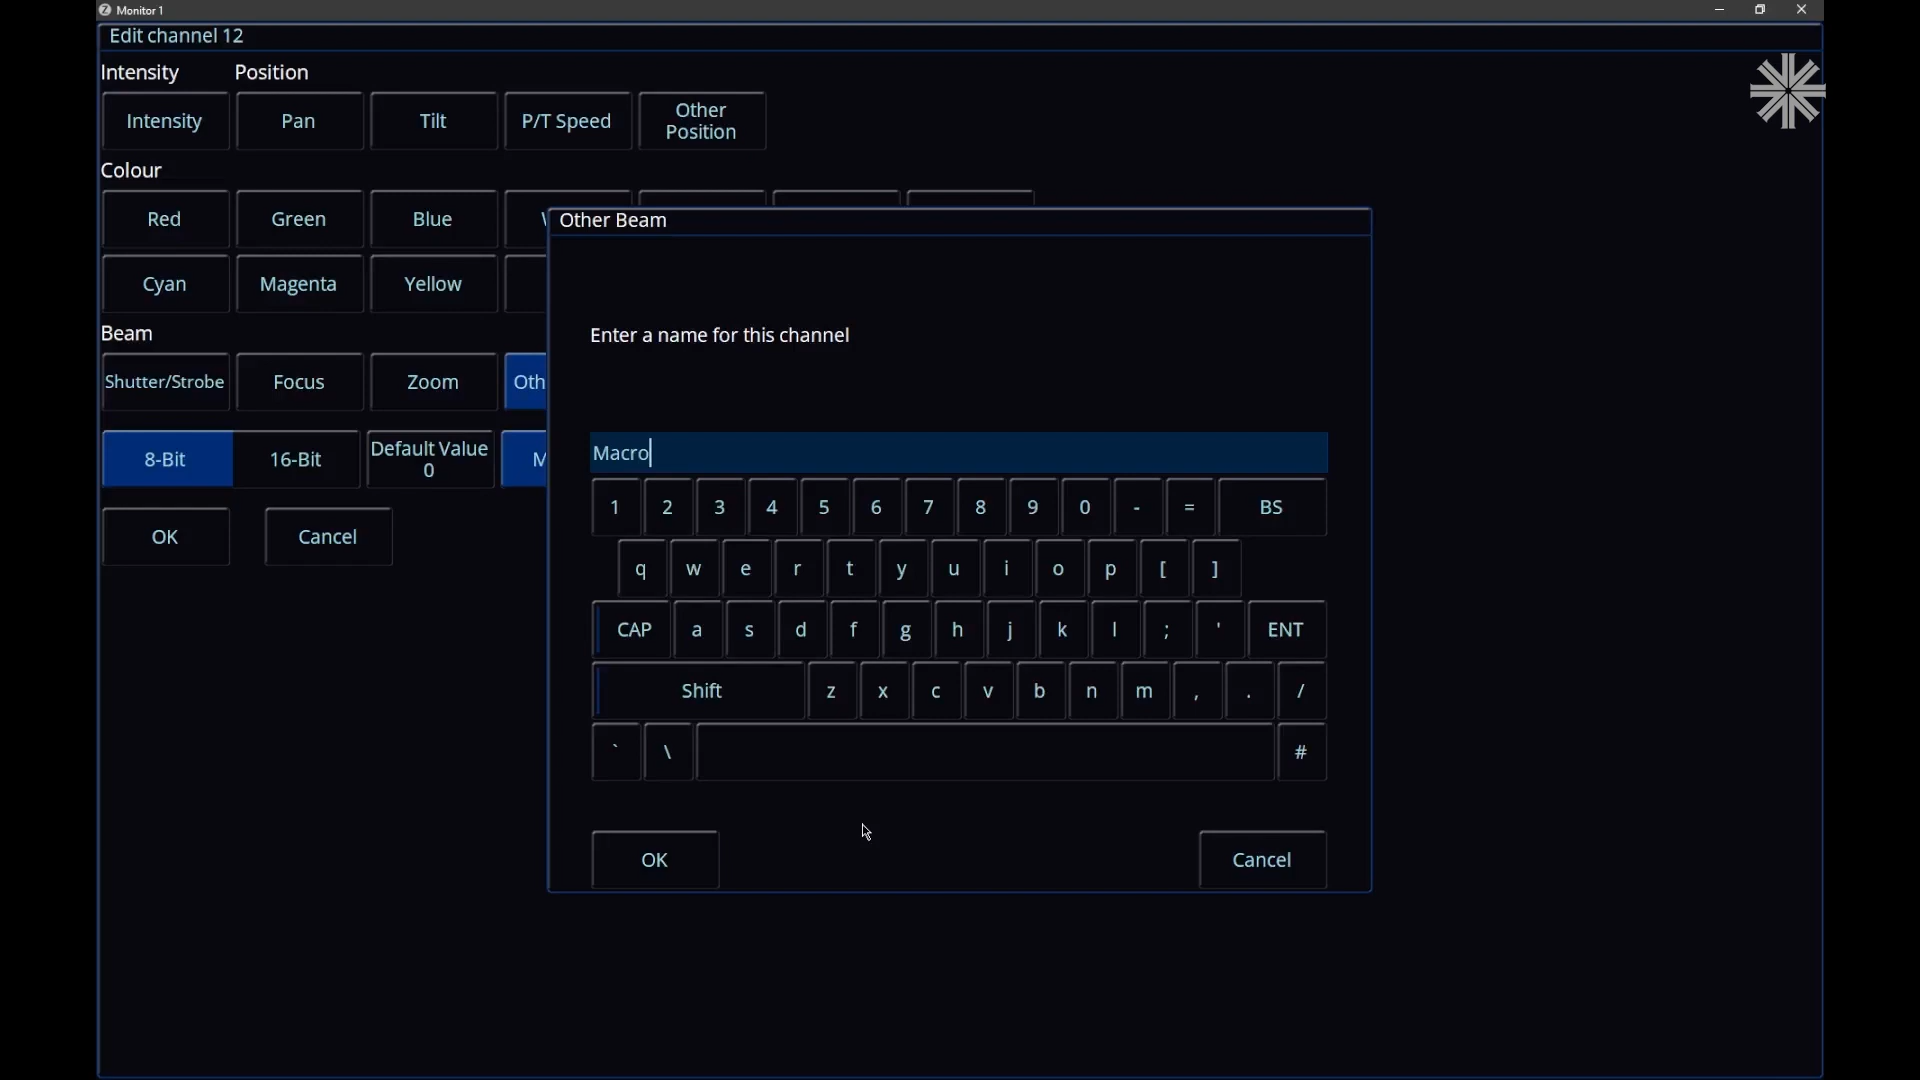 Monitor 1
Edit channel 12
Intensity Position
Intensity Pan Tilt P/T Speed Other Position
Colour
Red Green Blue
Other Beam
Cyan Magenta Yellow
Beam
Enter a name for this channel
Shutter/Strobe Focus Zoom Oth
8-Bit 16-Bit Default Value 0 M
Macro
1 2 3 4 5 6 7 8 9 0 - = BS
OK Cancel
q w e r t y u i o p [ ]
CAP a s d f g h j k l ; ' ENT
Shift z x c v b n m , . /
` \ #
OK Cancel